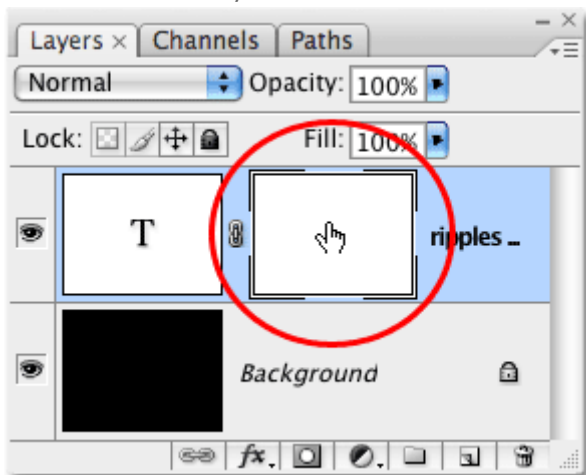 Layers × Channels Paths
Normal Opacity: 100%
Lock: Fill: 100%
T ripples ...
Background
fx.